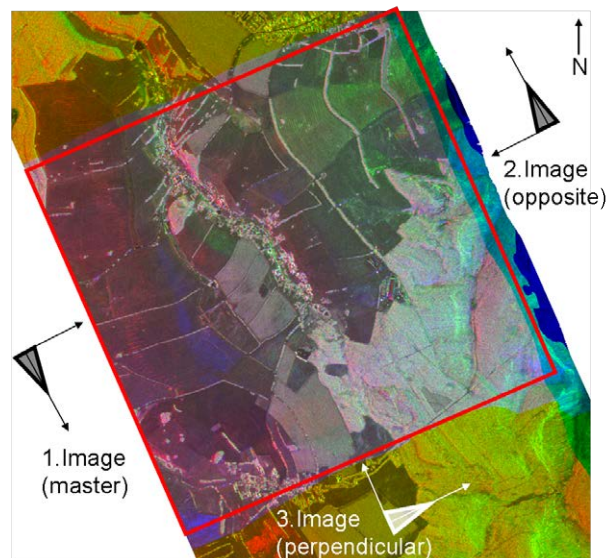 N
2.Image
(opposite)
1.Image
(master)
3.Image
(perpendicular)